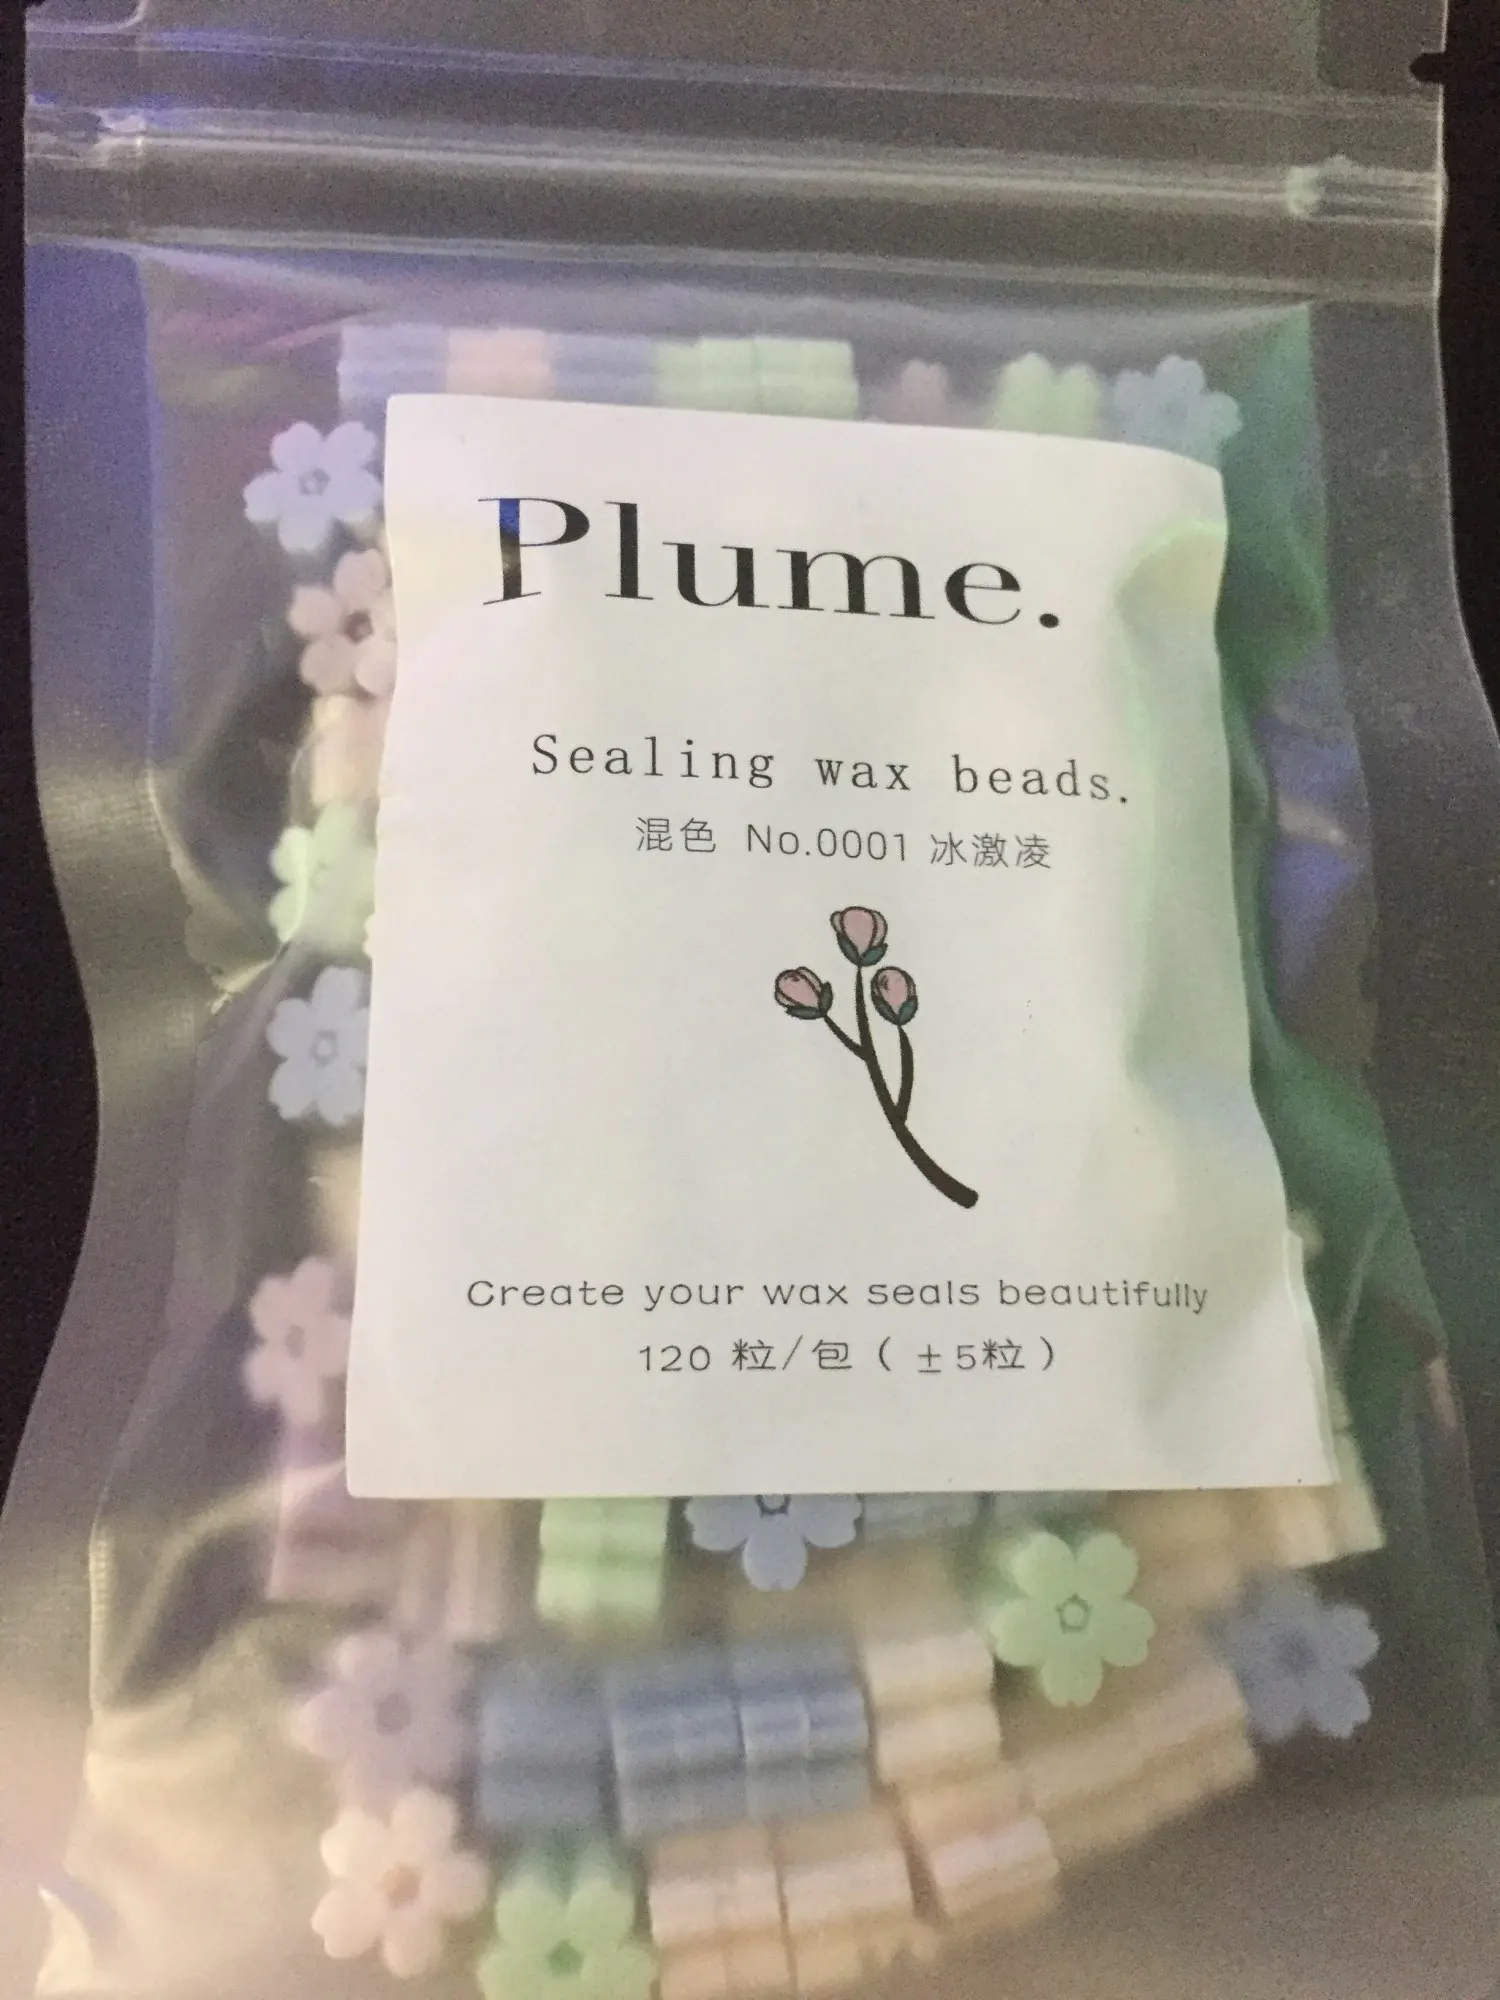 Plume.
Sealing wax beads.
混色 No.0001 冰激凌
Create your wax seals beautifully
120 粒/包（ ±5粒 ）